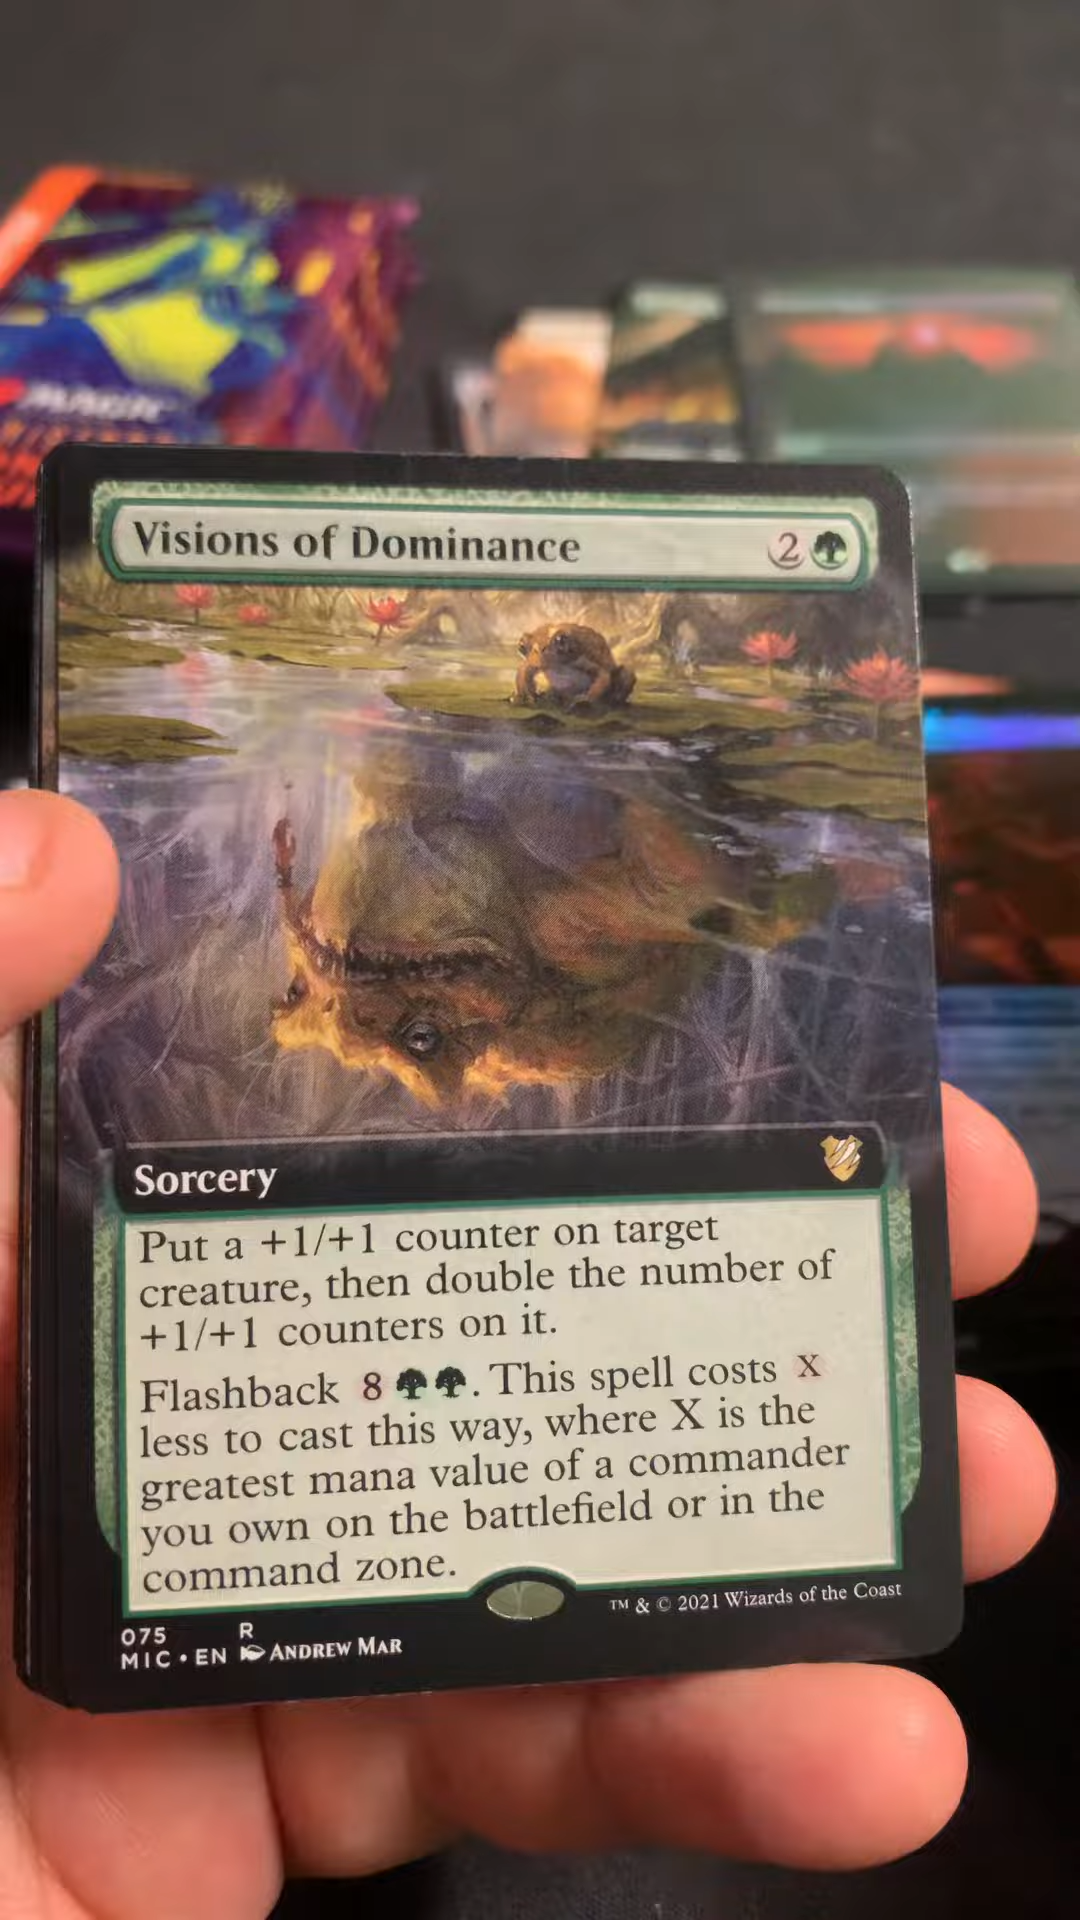 MAGIC
Visions of Dominance 2
Sorcery
Put a +1/+1 counter on target
creature, then double the number of
+1/+1 counters on it.
Flashback 8 . This spell costs X
less to cast this way, where X is the
greatest mana value of a commander
you own on the battlefield or in the
command zone.
075 R
MIC • EN ANDREW MAR
™ & © 2021 Wizards of the Coast